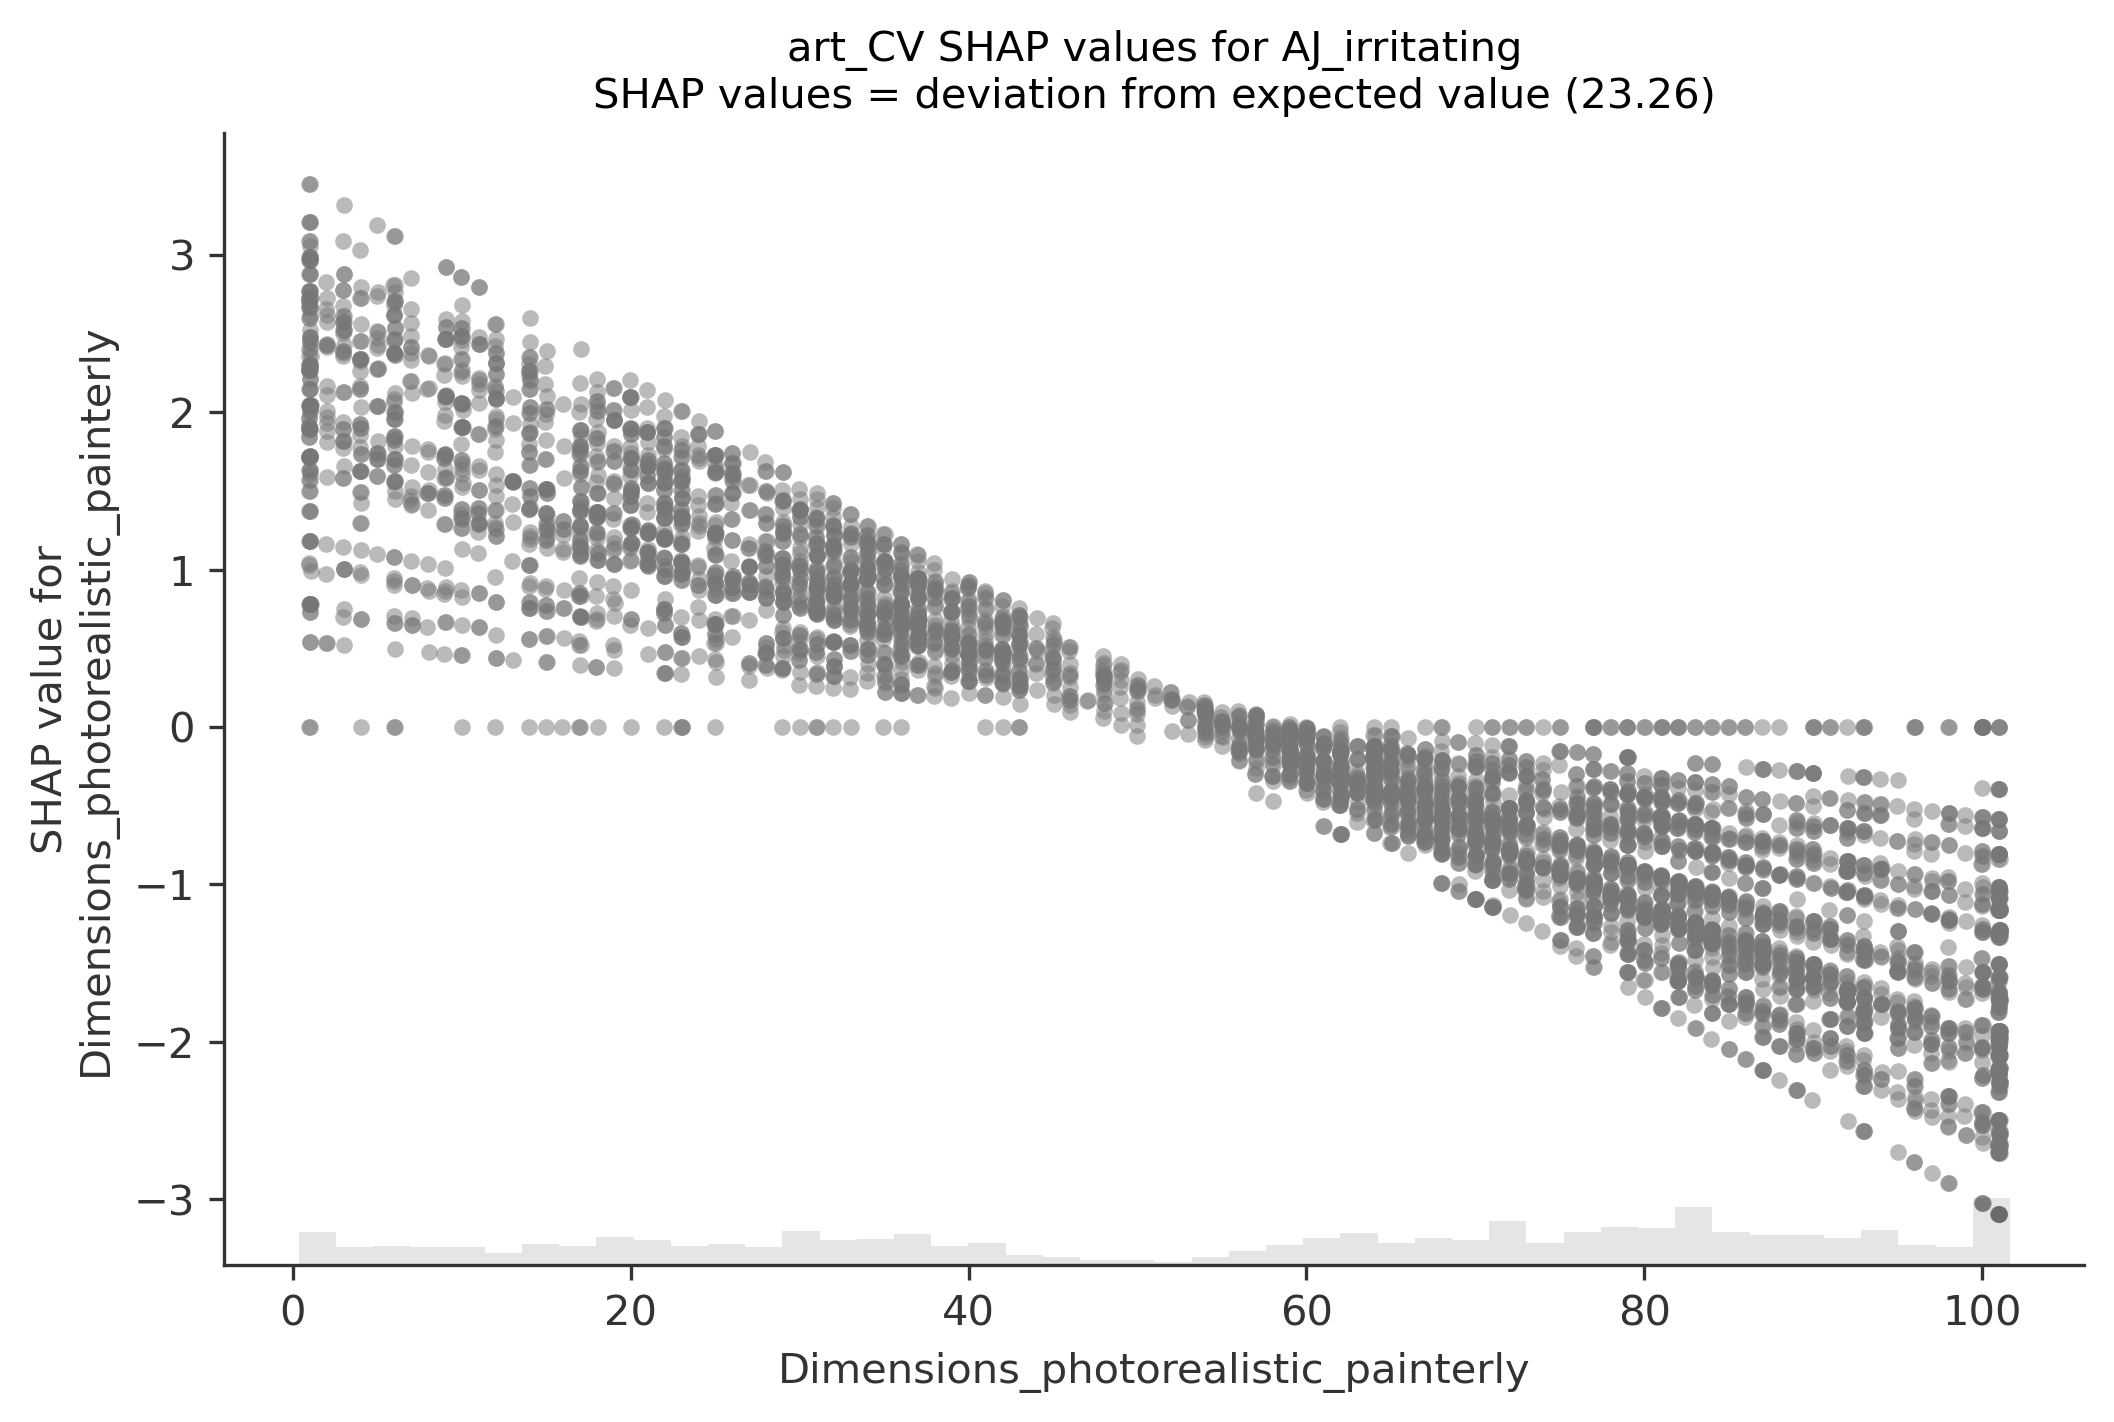 art_CV SHAP values for AJ_irritating
SHAP values = deviation from expected value (23.26)
SHAP value for
Dimensions_photorealistic_painterly
3
2
1
0
−1
−2
−3
0 20 40 60 80 100
Dimensions_photorealistic_painterly